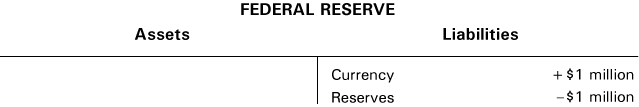 FEDERAL RESERVE
Assets Liabilities
Currency +$1 million
Reserves –$1 million